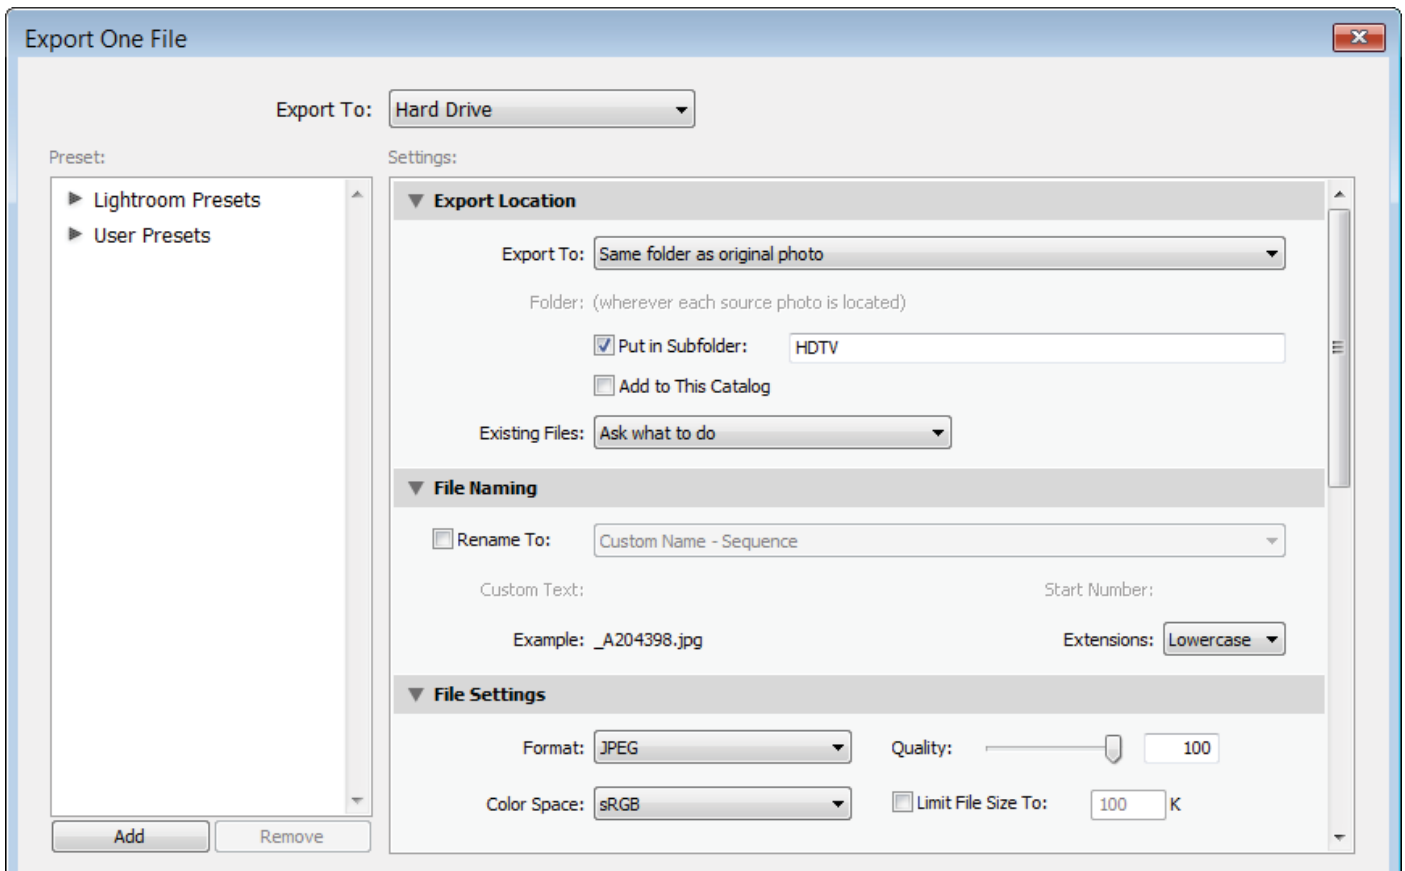 Export One File
Export To: Hard Drive
Preset: Settings:
Lightroom Presets
User Presets
Export Location
Export To: Same folder as original photo
Folder: (wherever each source photo is located)
Put in Subfolder: HDTV
Add to This Catalog
Existing Files: Ask what to do
File Naming
Rename To: Custom Name - Sequence
Custom Text: Start Number:
Example: _A204398.jpg Extensions: Lowercase
File Settings
Format: JPEG Quality: 100
Color Space: sRGB Limit File Size To: 100 K
Add Remove